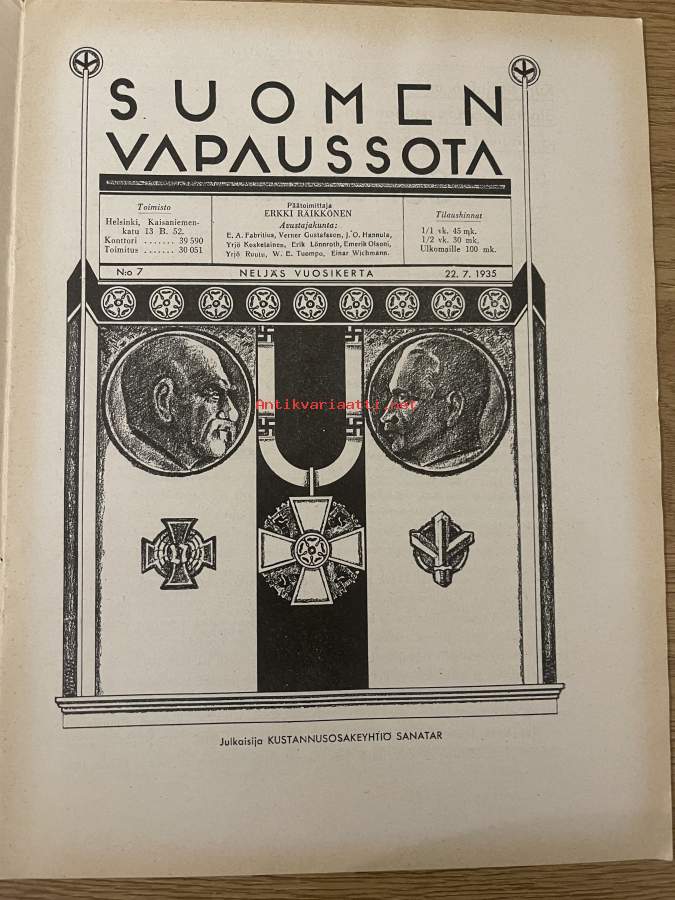 SUOMEN
VAPAUSSOTA
Toimisto
Helsinki, Kaisaniemen-
katu 13 B. 52.
Konttori ....... 39 590
Toimitus ....... 30 051
Päätoimittaja
ERKKI RÄIKKÖNEN
Avustajakunta:
E. A. Fabritius, Verner Gustafsson, J. O. Hannula,
Yrjö Koskelainen, Erik Lönnroth, Emerik Olsoni,
Yrjö Ruutu, W. E. Tuompo, Einar Wichmann.
Tilaushinnat
1/1 vk. 45 mk.
1/2 vk. 30 mk.
Ulkomaille 100 mk.
N:o 7 NELJÄS VUOSIKERTA 22. 7. 1935
Antikvariaatti.net
Julkaisija KUSTANNUSOSAKEYHTIÖ SANATAR